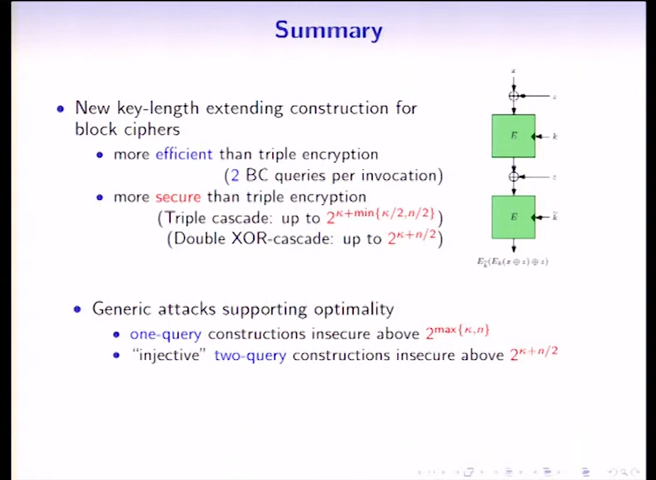 Summary
• New key-length extending construction for
block ciphers
• more efficient than triple encryption
(2 BC queries per invocation)
• more secure than triple encryption
(Triple cascade: up to 2^{κ+min{κ/2,n/2}})
(Double XOR-cascade: up to 2^{κ+n/2})
x
z
E
k
z
E
k̃
E_{k̃}(E_k(x ⊕ z) ⊕ z)
• Generic attacks supporting optimality
• one-query constructions insecure above 2^{max{κ,n}}
• "injective" two-query constructions insecure above 2^{κ+n/2}